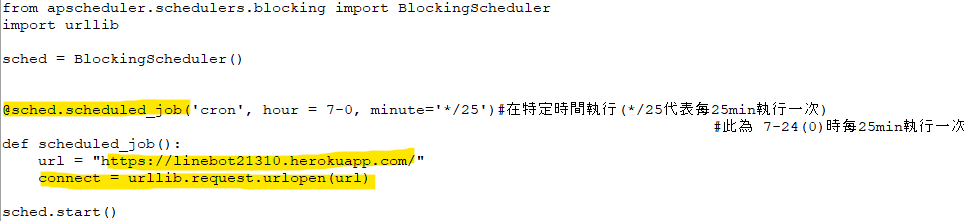 from apscheduler.schedulers.blocking import BlockingScheduler
import urllib
sched = BlockingScheduler()
@sched.scheduled_job('cron', hour = 7-0, minute='*/25')#在特定時間執行(*/25代表每25min執行一次)
#此為 7-24(0)時每25min執行一次
def scheduled_job():
url = "https://linebot21310.herokuapp.com/"
connect = urllib.request.urlopen(url)
sched.start()